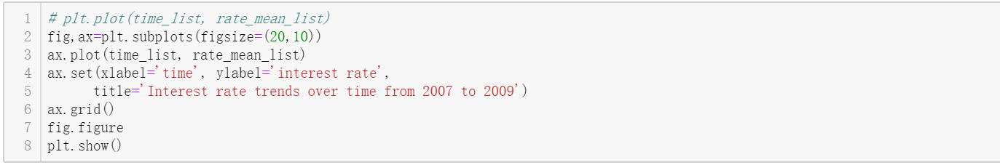 1 # plt.plot(time_list, rate_mean_list)
2 fig,ax=plt.subplots(figsize=(20,10))
3 ax.plot(time_list, rate_mean_list)
4 ax.set(xlabel='time', ylabel='interest rate',
5       title='Interest rate trends over time from 2007 to 2009')
6 ax.grid()
7 fig.figure
8 plt.show()